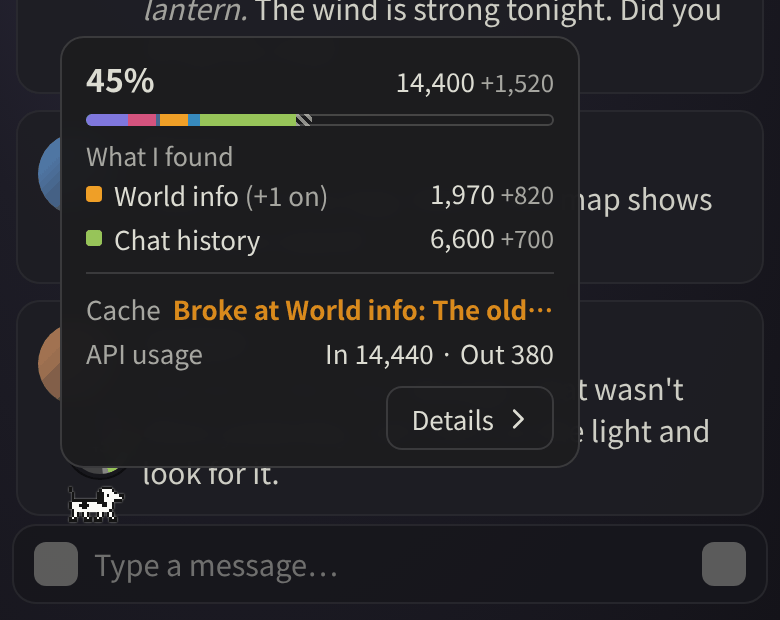 lantern. The wind is strong tonight. Did you
45% 14,400 +1,520
What I found
World info (+1 on) 1,970 +820
map shows
Chat history 6,600 +700
Cache Broke at World info: The old···
API usage In 14,440 · Out 380
wasn't
Details >
light and
look for it.
Type a message…